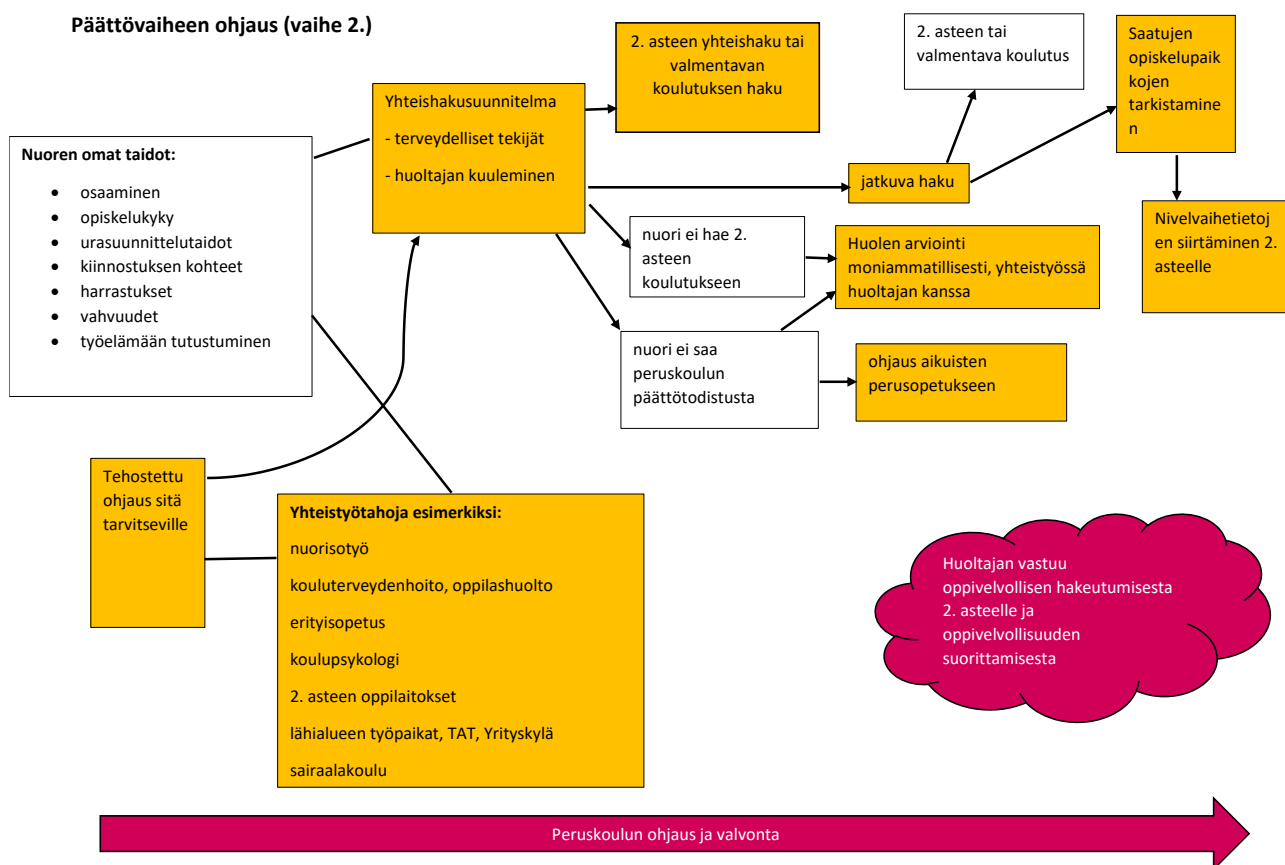 Päättövaiheen ohjaus (vaihe 2.)
Nuoren omat taidot:
• osaaminen
• opiskelukyky
• urasuunnittelutaidot
• kiinnostuksen kohteet
• harrastukset
• vahvuudet
• työelämään tutustuminen
Yhteishakusuunnitelma
- terveydelliset tekijät
- huoltajan kuuleminen
2. asteen yhteishaku tai
valmentavan
koulutuksen haku
2. asteen tai
valmentava koulutus
Saatujen
opiskelupaik
kojen
tarkistamine
n
jatkuva haku
Nivelvaihetietoj
en siirtäminen 2.
asteelle
nuori ei hae 2.
asteen
koulutukseen
Huolen arviointi
moniammatillisesti, yhteistyössä
huoltajan kanssa
nuori ei saa
peruskoulun
päättötodistusta
ohjaus aikuisten
perusopetukseen
Tehostettu
ohjaus sitä
tarvitseville
Yhteistyötahoja esimerkiksi:
nuorisotyö
kouluterveydenhoito, oppilashuolto
erityisopetus
koulupsykologi
2. asteen oppilaitokset
lähialueen työpaikat, TAT, Yrityskylä
sairaalakoulu
Huoltajan vastuu
oppivelvollisen hakeutumisesta
2. asteelle ja
oppivelvollisuuden
suorittamisesta
Peruskoulun ohjaus ja valvonta